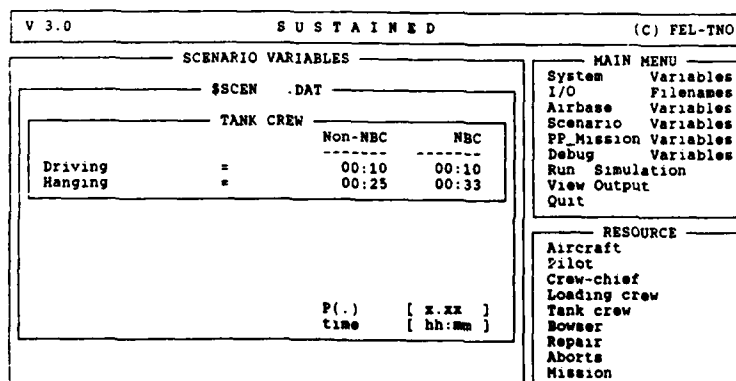 V 3.0 S U S T A I N E D (C) FEL-TNO
SCENARIO VARIABLES
$SCEN .DAT
TANK CREW
Non-NBC NBC
-------- --------
Driving = 00:10 00:10
Hanging = 00:25 00:33
P(.) [ x.xx ]
time [ hh:mm ]
MAIN MENU
System Variables
I/O Filenames
Airbase Variables
Scenario Variables
PP_Mission Variables
Debug Variables
Run Simulation
View Output
Quit
RESOURCE
Aircraft
Pilot
Crew-chief
Loading crew
Tank crew
Bowser
Repair
Aborts
Mission